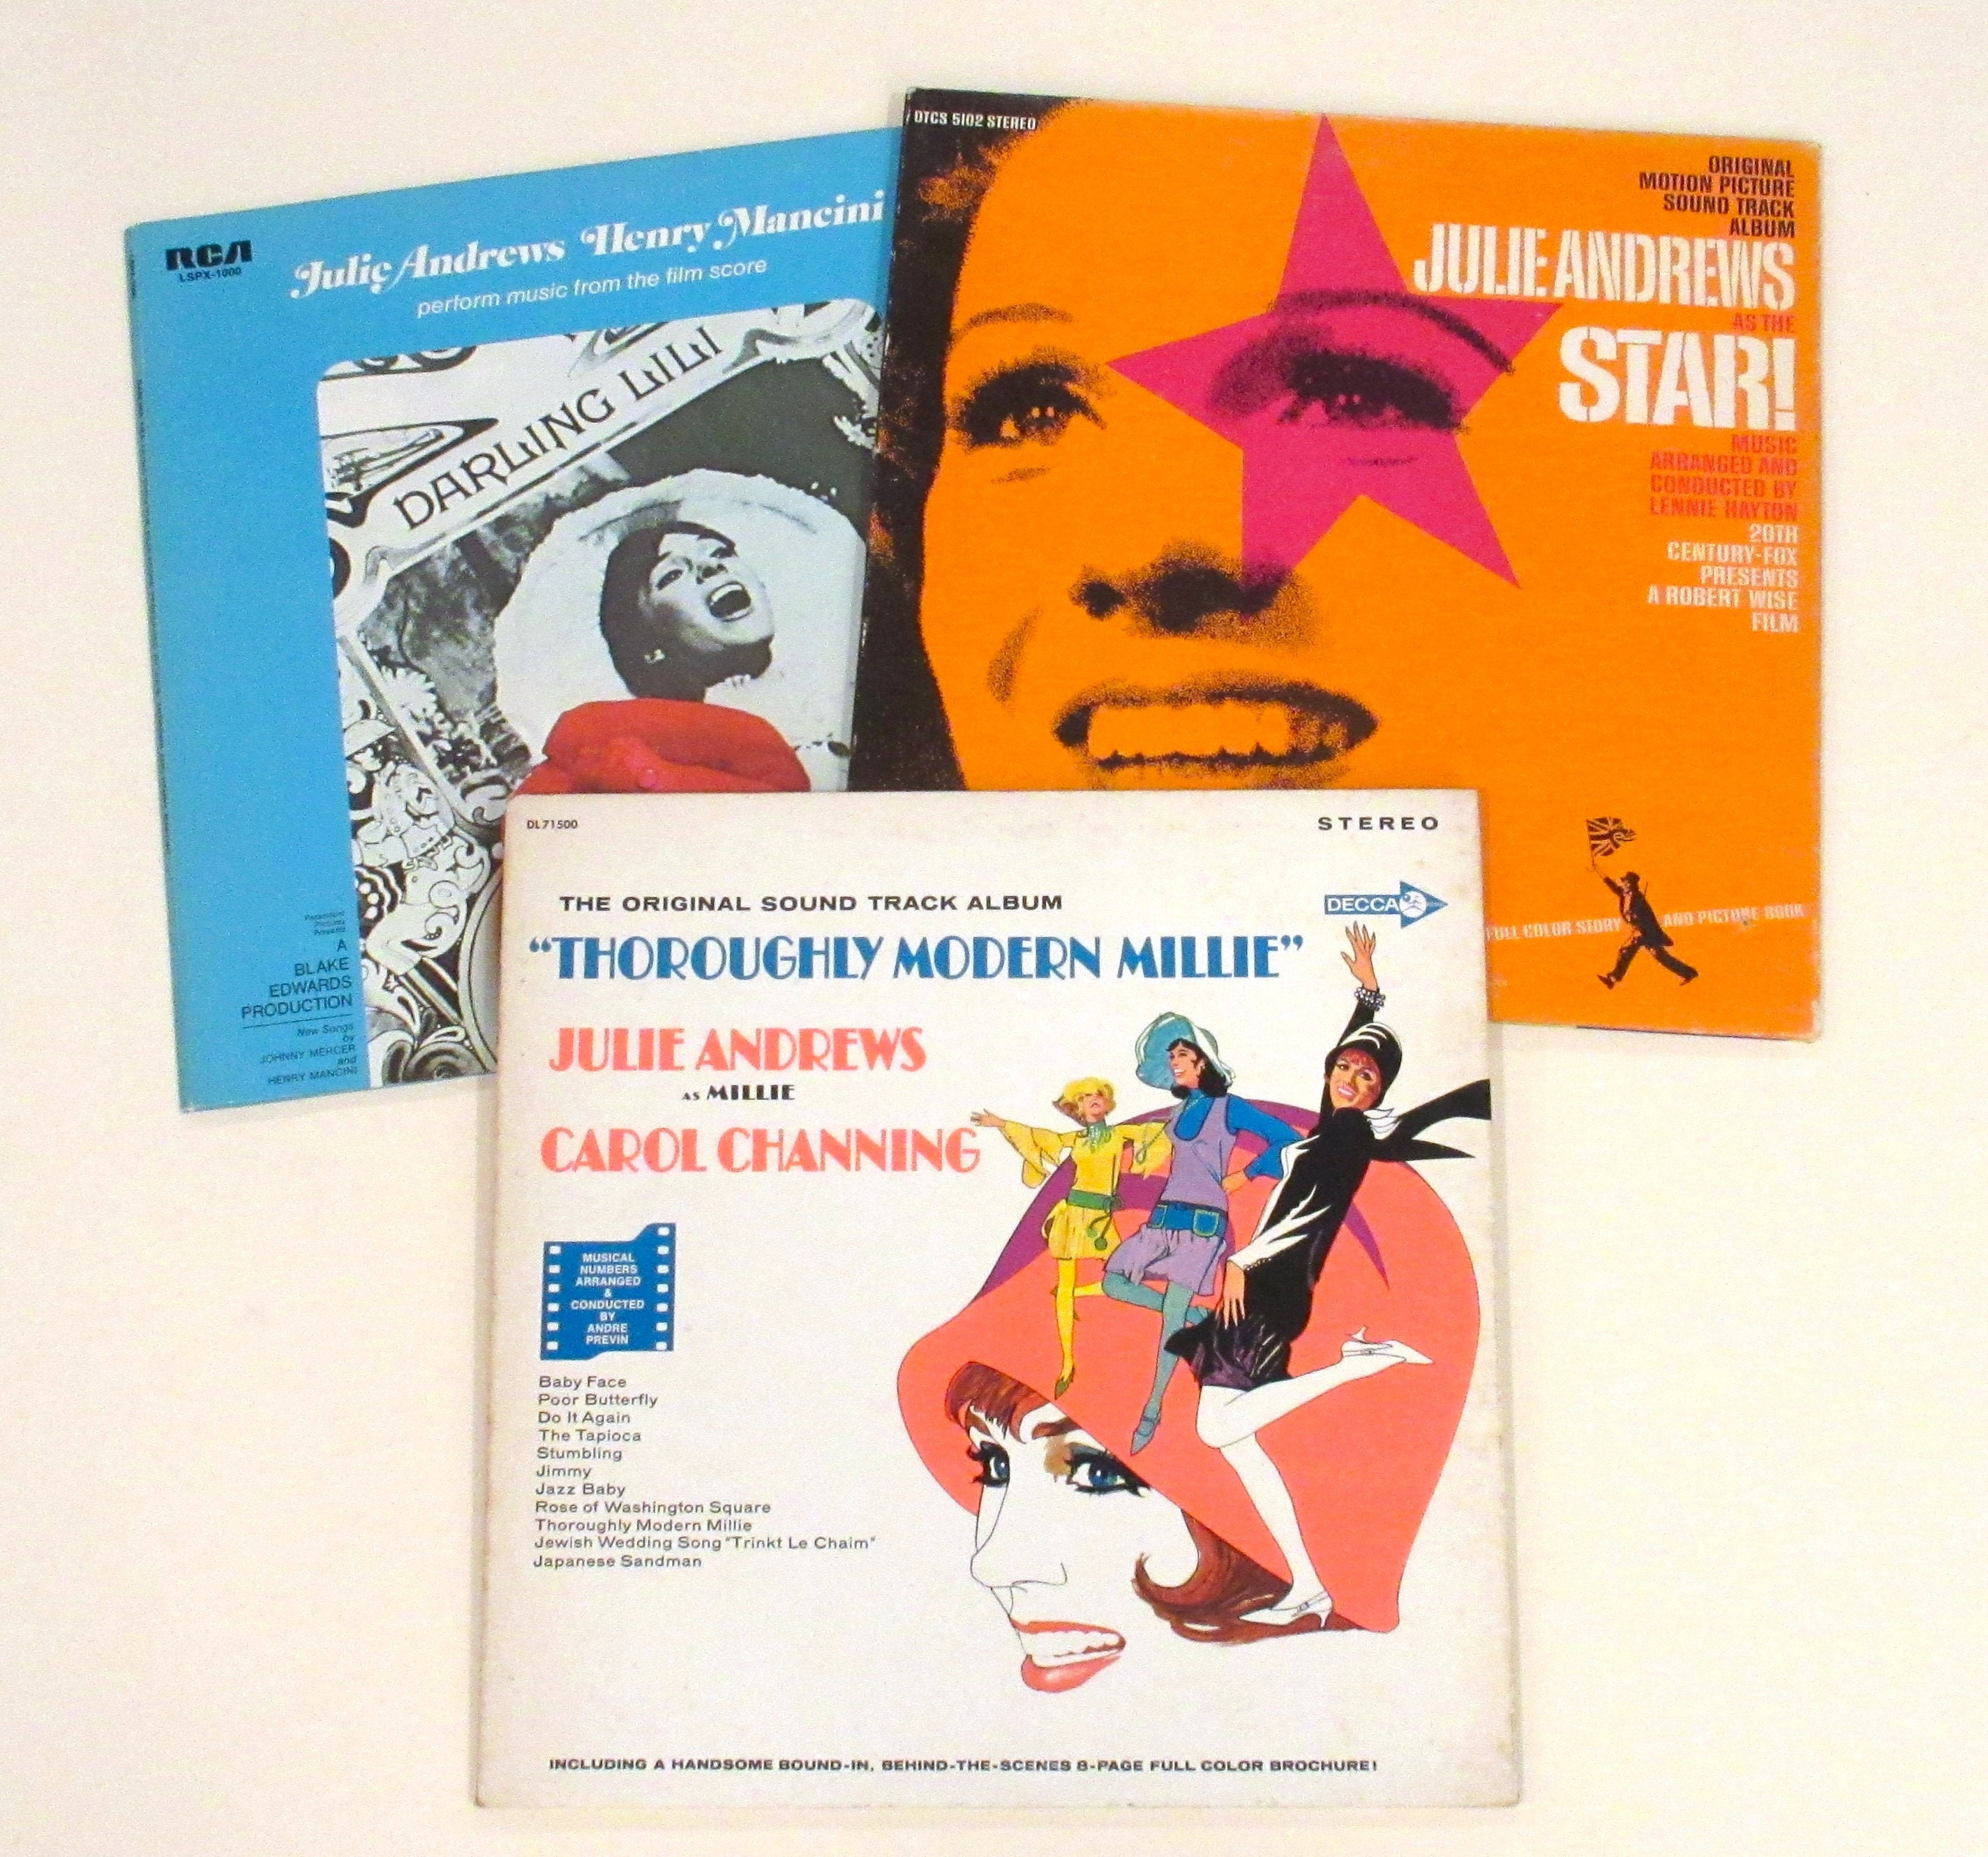 RCA
LSPX-1000
Julie Andrews Henry Mancini
perform music from the film score
DARLING LILI
Paramount
Pictures
Presents
A
BLAKE
EDWARDS
PRODUCTION
New Songs
by
JOHNNY MERCER
and
HENRY MANCINI
DTCS 5102 STEREO
ORIGINAL
MOTION PICTURE
SOUND TRACK
ALBUM
JULIE ANDREWS
AS THE
STAR!
MUSIC
ARRANGED AND
CONDUCTED BY
LENNIE HAYTON
20TH
CENTURY-FOX
PRESENTS
A ROBERT WISE
FILM
FULL COLOR STORY AND PICTURE BOOK
DL71500
STEREO
THE ORIGINAL SOUND TRACK ALBUM
DECCA
“THOROUGHLY MODERN MILLIE”
JULIE ANDREWS
AS MILLIE
CAROL CHANNING
MUSICAL
NUMBERS
ARRANGED
&
CONDUCTED
BY
ANDRE
PREVIN
Baby Face
Poor Butterfly
Do It Again
The Tapioca
Stumbling
Jimmy
Jazz Baby
Rose of Washington Square
Thoroughly Modern Millie
Jewish Wedding Song "Trinkt Le Chaim"
Japanese Sandman
INCLUDING A HANDSOME BOUND-IN, BEHIND-THE-SCENES 8-PAGE FULL COLOR BROCHURE!